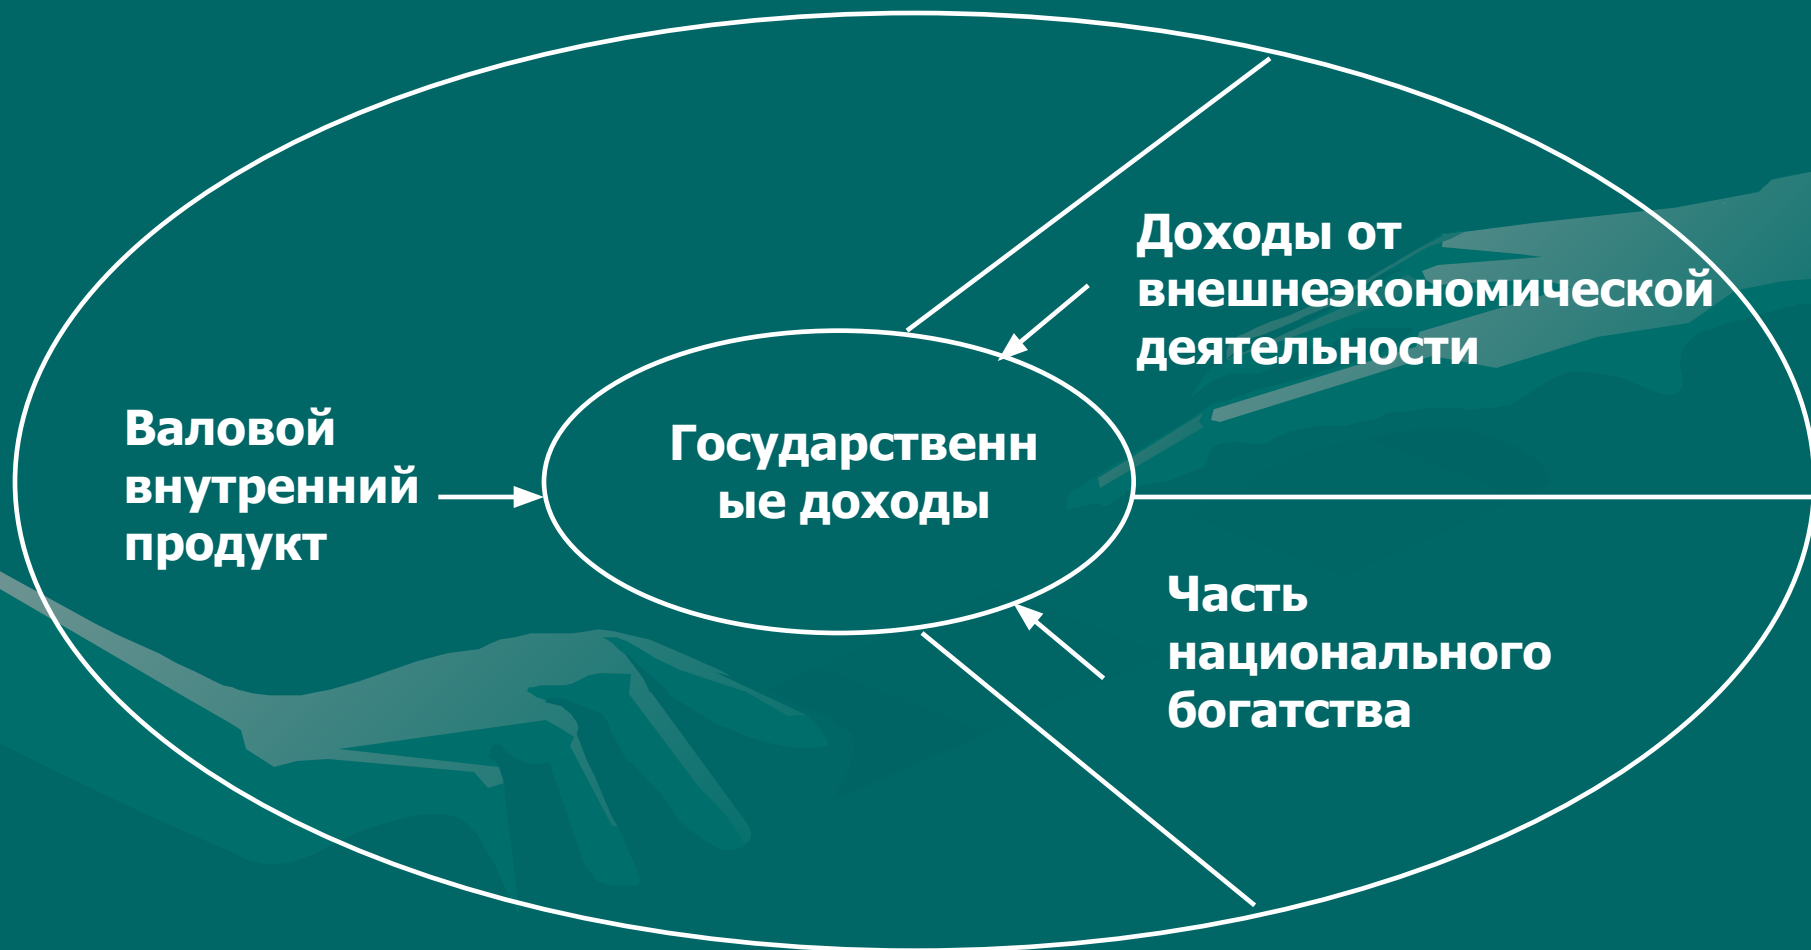 Доходы от
внешнеэкономической
деятельности
Валовой
внутренний
продукт
Государственн
ые доходы
Часть
национального
богатства